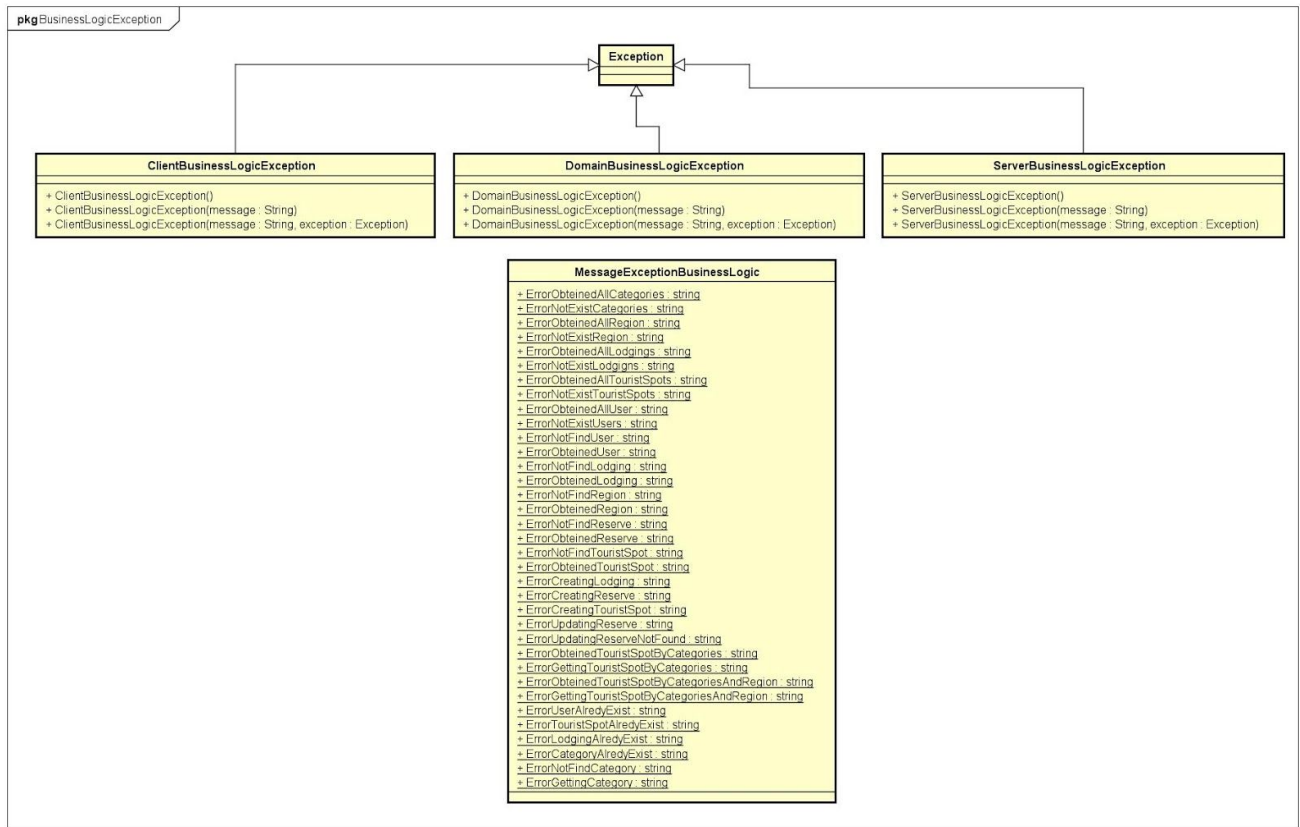 pkg BusinessLogicException
Exception
ClientBusinessLogicException
+ ClientBusinessLogicException()
+ ClientBusinessLogicException(message : String)
+ ClientBusinessLogicException(message : String, exception : Exception)
DomainBusinessLogicException
+ DomainBusinessLogicException()
+ DomainBusinessLogicException(message : String)
+ DomainBusinessLogicException(message : String, exception : Exception)
ServerBusinessLogicException
+ ServerBusinessLogicException()
+ ServerBusinessLogicException(message : String)
+ ServerBusinessLogicException(message : String, exception : Exception)
MessageExceptionBusinessLogic
+ ErrorObteinedAllCategories : string
+ ErrorNotExistCategories : string
+ ErrorObteinedAllRegion : string
+ ErrorNotExistRegion : string
+ ErrorObteinedAllLodgings : string
+ ErrorNotExistLodgigns : string
+ ErrorObteinedAllTouristSpots : string
+ ErrorNotExistTouristSpots : string
+ ErrorObteinedAllUser : string
+ ErrorNotExistUsers : string
+ ErrorNotFindUser : string
+ ErrorObteinedUser : string
+ ErrorNotFindLodging : string
+ ErrorObteinedLodging : string
+ ErrorNotFindRegion : string
+ ErrorObteinedRegion : string
+ ErrorNotFindReserve : string
+ ErrorObteinedReserve : string
+ ErrorNotFindTouristSpot : string
+ ErrorObteinedTouristSpot : string
+ ErrorCreatingLodging : string
+ ErrorCreatingReserve : string
+ ErrorCreatingTouristSpot : string
+ ErrorUpdatingReserve : string
+ ErrorUpdatingReserveNotFound : string
+ ErrorObteinedTouristSpotByCategories : string
+ ErrorGettingTouristSpotByCategories : string
+ ErrorObteinedTouristSpotByCategoriesAndRegion : string
+ ErrorGettingTouristSpotByCategoriesAndRegion : string
+ ErrorUserAlredyExist : string
+ ErrorTouristSpotAlredyExist : string
+ ErrorLodgingAlredyExist : string
+ ErrorCategoryAlredyExist : string
+ ErrorNotFindCategory : string
+ ErrorGettingCategory : string